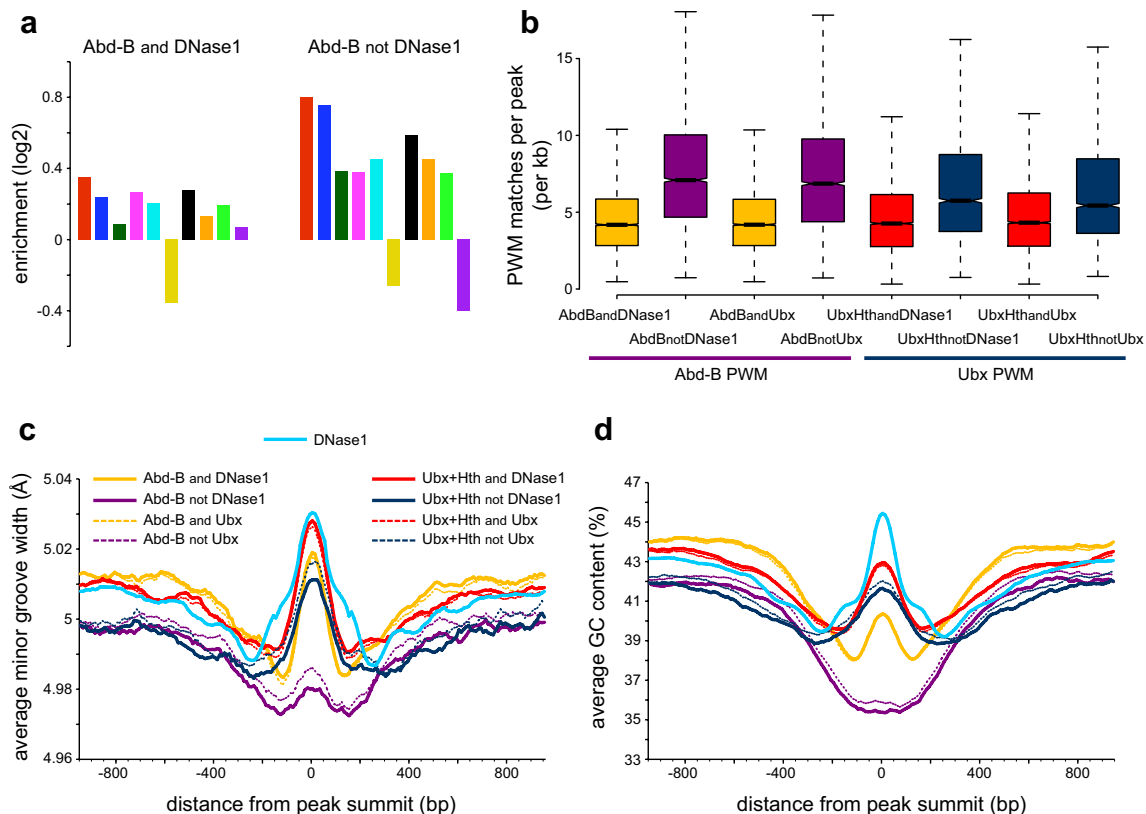 a
Abd-B and DNase1
Abd-B not DNase1
enrichment (log2)
0.8
0.4
0
-0.4
b
PWM matches per peak
(per kb)
15
10
5
0
AbdBandDNase1
AbdBandUbx
UbxHthandDNase1
UbxHthandUbx
AbdBnotDNase1
AbdBnotUbx
UbxHthnotDNase1
UbxHthnotUbx
Abd-B PWM
Ubx PWM
c
DNase1
Abd-B and DNase1
Abd-B not DNase1
Abd-B and Ubx
Abd-B not Ubx
Ubx+Hth and DNase1
Ubx+Hth not DNase1
Ubx+Hth and Ubx
Ubx+Hth not Ubx
average minor groove width (Å)
5.04
5.02
5
4.98
4.96
-800
-400
0
400
800
distance from peak summit (bp)
d
average GC content (%)
47
45
43
41
39
37
35
33
-800
-400
0
400
800
distance from peak summit (bp)